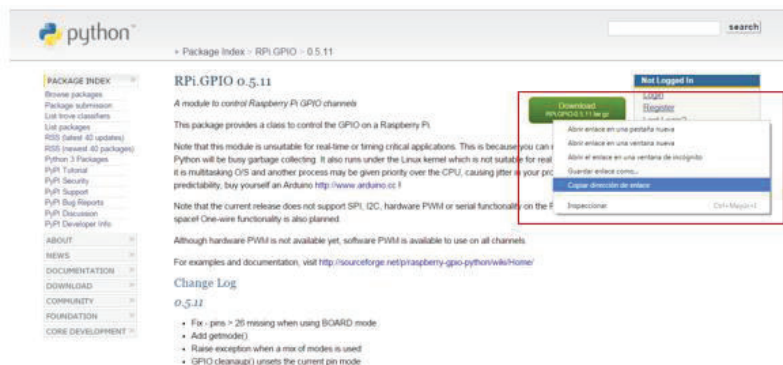 python
search
» Package Index > RPi.GPIO > 0.5.11
PACKAGE INDEX
Browse packages
Package submission
List trove classifiers
List packages
RSS (latest 40 updates)
RSS (newest 40 packages)
Python 3 Packages
PyPI Tutorial
PyPI Security
PyPI Support
PyPI Bug Reports
PyPI Discussion
PyPI Developer Info
ABOUT
NEWS
DOCUMENTATION
DOWNLOAD
COMMUNITY
FOUNDATION
CORE DEVELOPMENT
RPi.GPIO 0.5.11
A module to control Raspberry Pi GPIO channels
This package provides a class to control the GPIO on a Raspberry Pi.
Note that this module is unsuitable for real-time or timing critical applications. This is because you can
Python will be busy garbage collecting. It also runs under the Linux kernel which is not suitable for real
it is multitasking O/S and another process may be given priority over the CPU, causing jitter in your
predictability, buy yourself an Arduino http://www.arduino.cc !
Note that the current release does not support SPI, I2C, hardware PWM or serial functionality on the
space! One-wire functionality is also planned.
Although hardware PWM is not available yet, software PWM is available to use on all channels.
For examples and documentation, visit http://sourceforge.net/p/raspberry-gpio-python/wiki/Home/
Change Log
0.5.11
• Fix - pins > 26 missing when using BOARD mode
• Add getmode()
• Raise exception when a mix of modes is used
• GPIO cleanaup() unsets the current pin mode
Not Logged In
Login
Register
Download
RPi.GPIO-0.5.11.tar.gz
Abrir enlace en una pestaña nueva
Abrir enlace en una ventana nueva
Abrir el enlace en una ventana de incógnito
Guardar enlace como...
Copiar dirección de enlace
Inspeccionar
Ctrl+Mayús+I